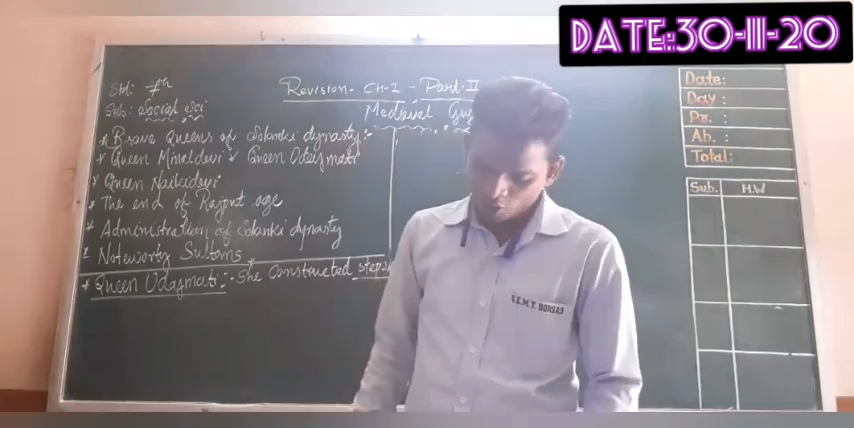 DATE:30-11-20
Std: 7th
Sub: Social Sci
Revision- CH-1 - Part-II
Medieval
* Brave Queens of Solanki dynasty:-
* Queen Minaldevi * Queen Udaymati
* Queen Naikidevi
* The end of Rajput age
* Administration of Solanki dynasty
* Noteworty Sultans
* Queen Udaymati:- She Constructed
Date:
Day:
Pr.:
Ab.:
Total:
Sub. H.W
BORSAD